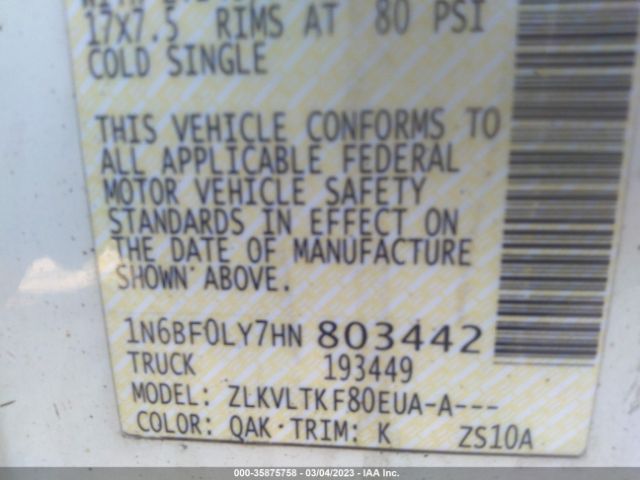 17X7.5 RIMS AT 80 PSI
COLD SINGLE
THIS VEHICLE CONFORMS TO
ALL APPLICABLE FEDERAL
MOTOR VEHICLE SAFETY
STANDARDS IN EFFECT ON
THE DATE OF MANUFACTURE
SHOWN ABOVE.
1N6BF0LY7HN 803442
TRUCK 193449
MODEL: ZLKVLTKF80EUA-A---
COLOR: QAK TRIM: K ZS10A
000-35875758 — 03/04/2023 — IAA Inc.